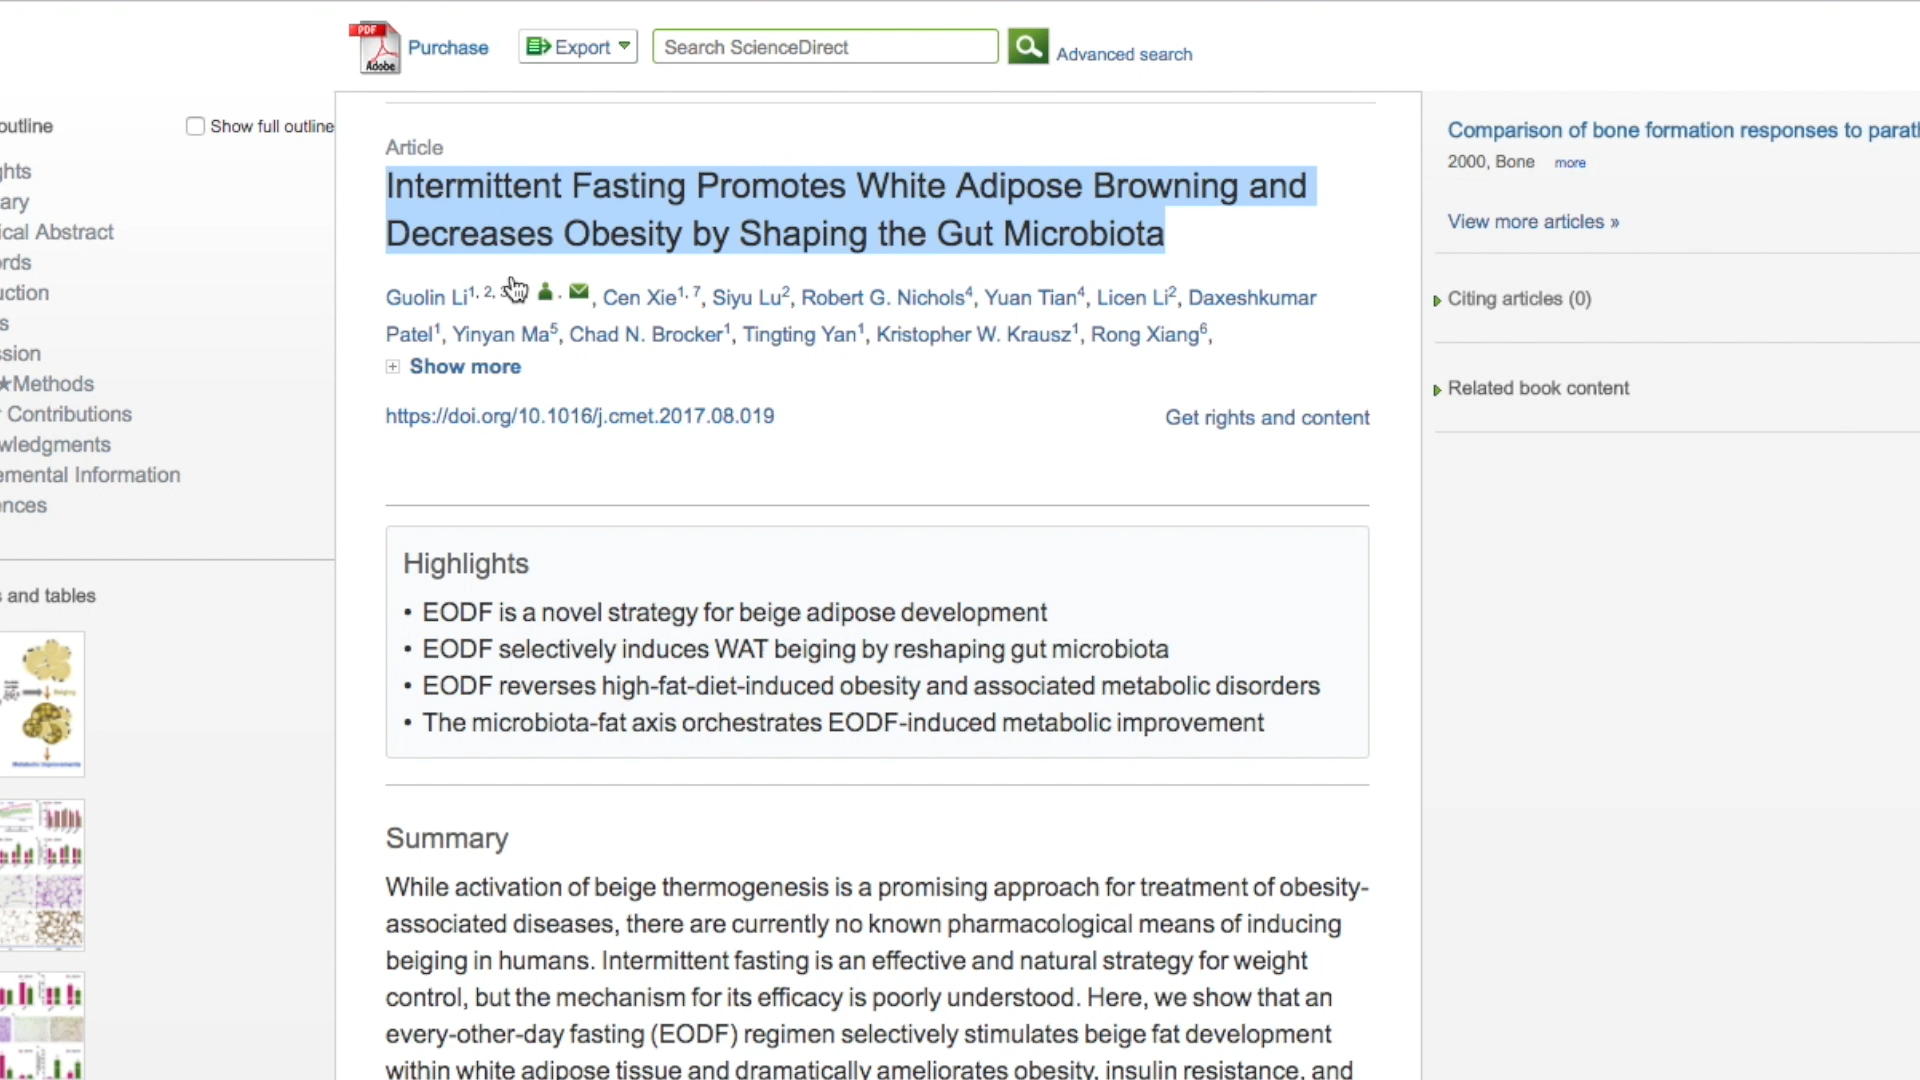 PDF
Adobe
Purchase
Export
Search ScienceDirect
Advanced search
outline
Show full outline
ghts
ary
ical Abstract
ords
uction
s
ssion
★Methods
r Contributions
wledgments
emental Information
ences
s and tables
Beiging
Metabolic improvements
Article
Intermittent Fasting Promotes White Adipose Browning and
Decreases Obesity by Shaping the Gut Microbiota
Guolin Li1, 2, 3, , Cen Xie1, 7, Siyu Lu2, Robert G. Nichols4, Yuan Tian4, Licen Li2, Daxeshkumar
Patel1, Yinyan Ma5, Chad N. Brocker1, Tingting Yan1, Kristopher W. Krausz1, Rong Xiang6,
Show more
https://doi.org/10.1016/j.cmet.2017.08.019
Get rights and content
Highlights
• EODF is a novel strategy for beige adipose development
• EODF selectively induces WAT beiging by reshaping gut microbiota
• EODF reverses high-fat-diet-induced obesity and associated metabolic disorders
• The microbiota-fat axis orchestrates EODF-induced metabolic improvement
Summary
While activation of beige thermogenesis is a promising approach for treatment of obesity-
associated diseases, there are currently no known pharmacological means of inducing
beiging in humans. Intermittent fasting is an effective and natural strategy for weight
control, but the mechanism for its efficacy is poorly understood. Here, we show that an
every-other-day fasting (EODF) regimen selectively stimulates beige fat development
within white adipose tissue and dramatically ameliorates obesity, insulin resistance, and
Comparison of bone formation responses to parath
2000, Bone more
View more articles »
Citing articles (0)
Related book content